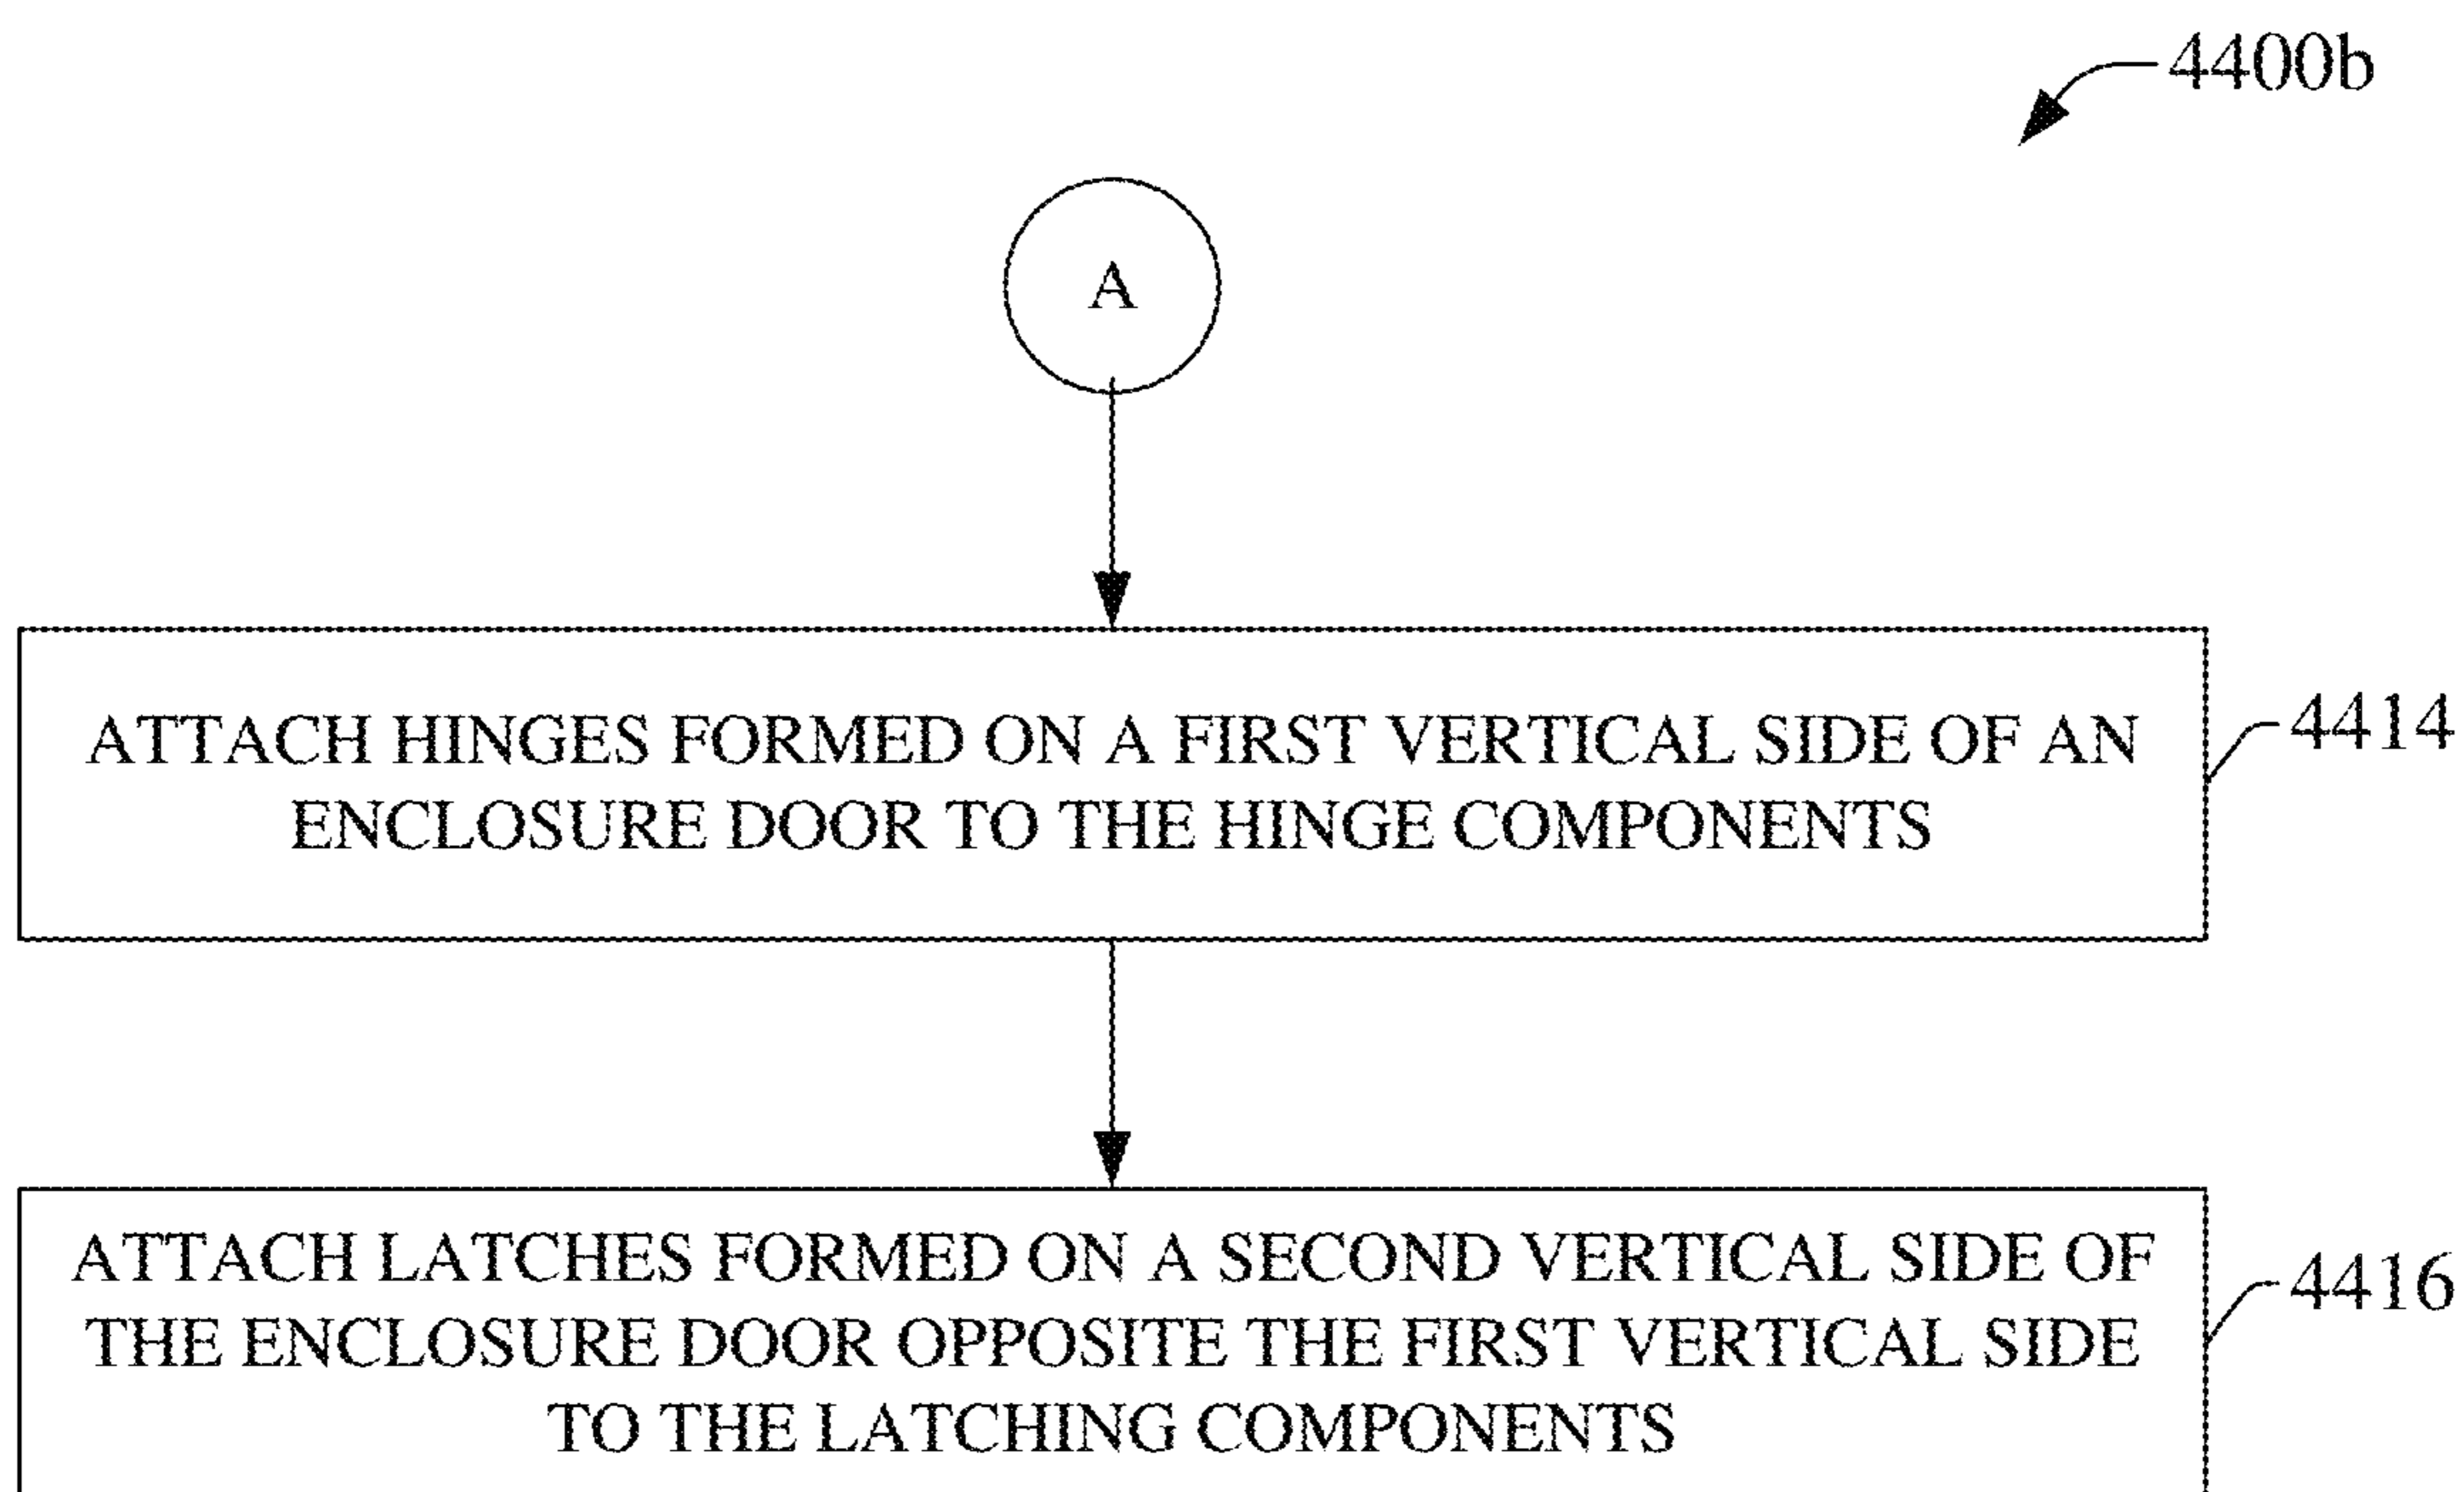 4400b
A
ATTACH HINGES FORMED ON A FIRST VERTICAL SIDE OF AN
ENCLOSURE DOOR TO THE HINGE COMPONENTS
4414
ATTACH LATCHES FORMED ON A SECOND VERTICAL SIDE OF
THE ENCLOSURE DOOR OPPOSITE THE FIRST VERTICAL SIDE
TO THE LATCHING COMPONENTS
4416